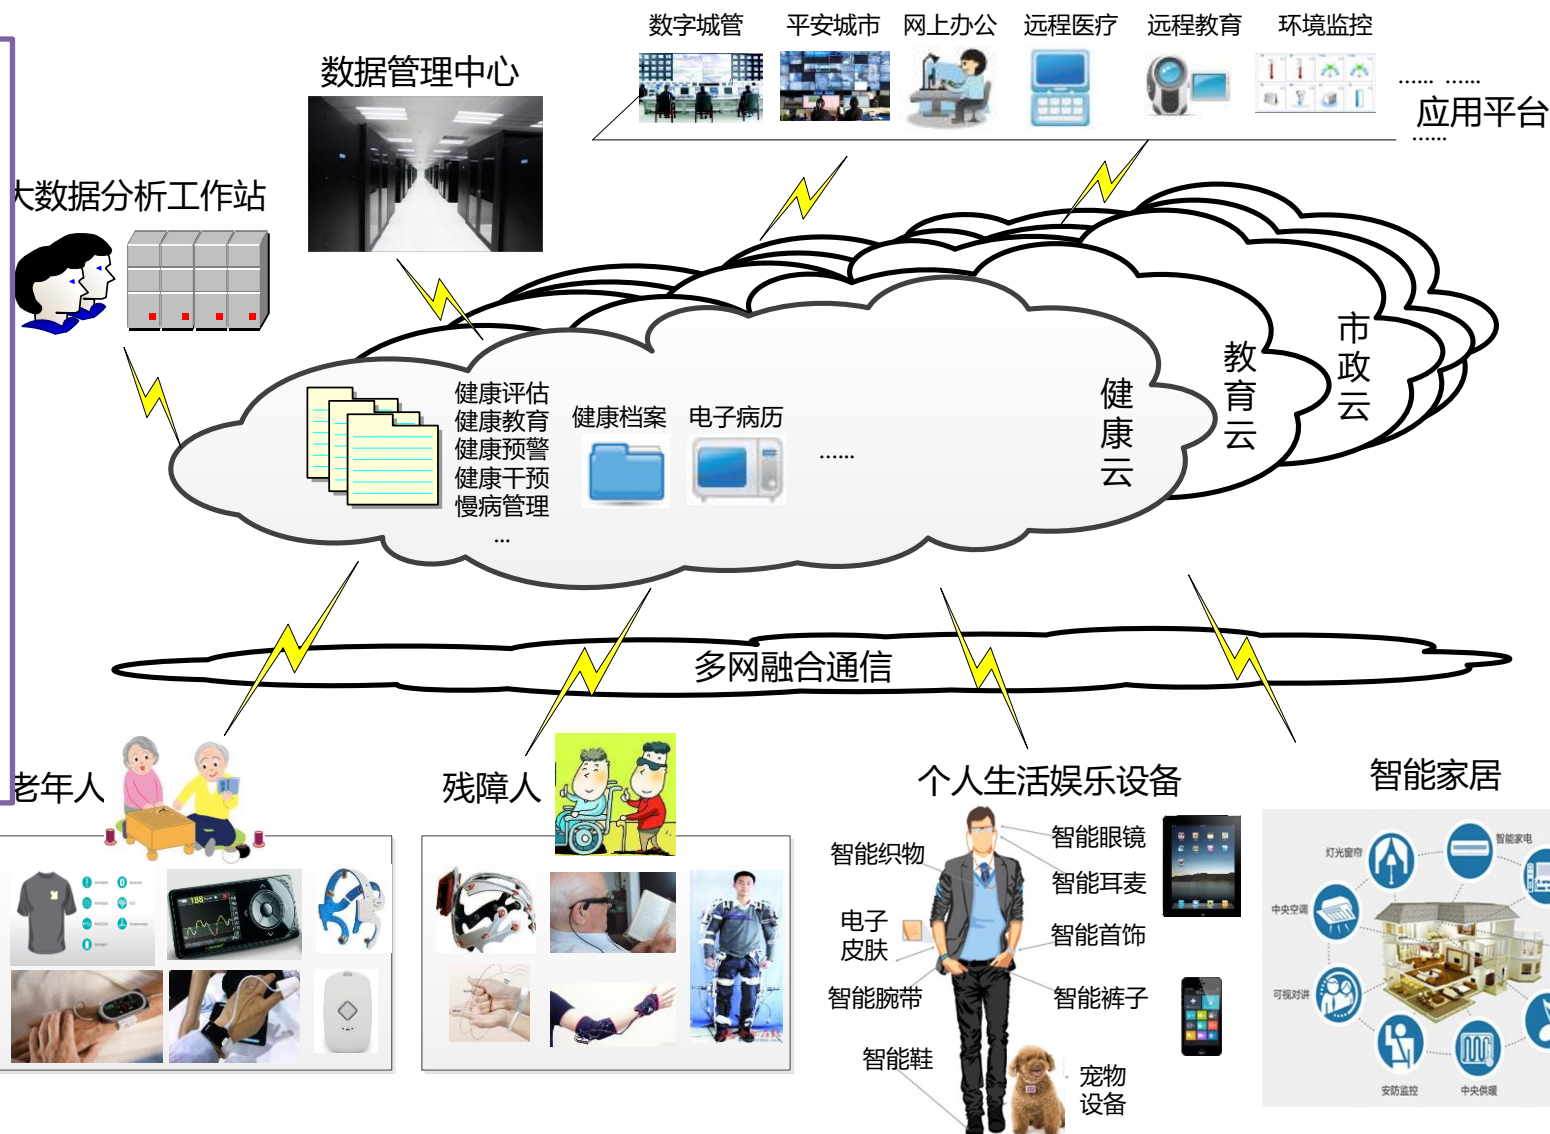 数字城管
平安城市
网上办公
远程医疗
远程教育
环境监控
...... ......
应用平台
......
数据管理中心
大数据分析工作站
健康评估
健康教育
健康预警
健康干预
慢病管理
...
健康档案
电子病历
......
健康云
教育云
市政云
多网融合通信
老年人
残障人
个人生活娱乐设备
智能家居
智能织物
智能眼镜
智能耳麦
电子
皮肤
智能首饰
智能腕带
智能裤子
智能鞋
宠物
设备
灯光窗帘
智能家电
中央空调
可视对讲
安防监控
中央供暖
188